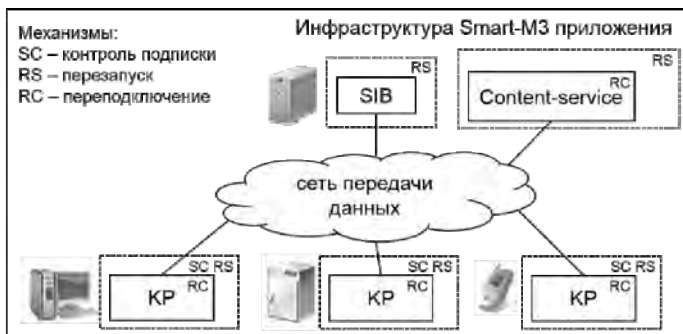 Механизмы:
SC – контроль подписки
RS – перезапуск
RC – переподключение
Инфраструктура Smart-M3 приложения
RS
SIB
RS
RC
Content-service
сеть передачи
данных
SC RS
RC
KP
SC RS
RC
KP
SC RS
RC
KP